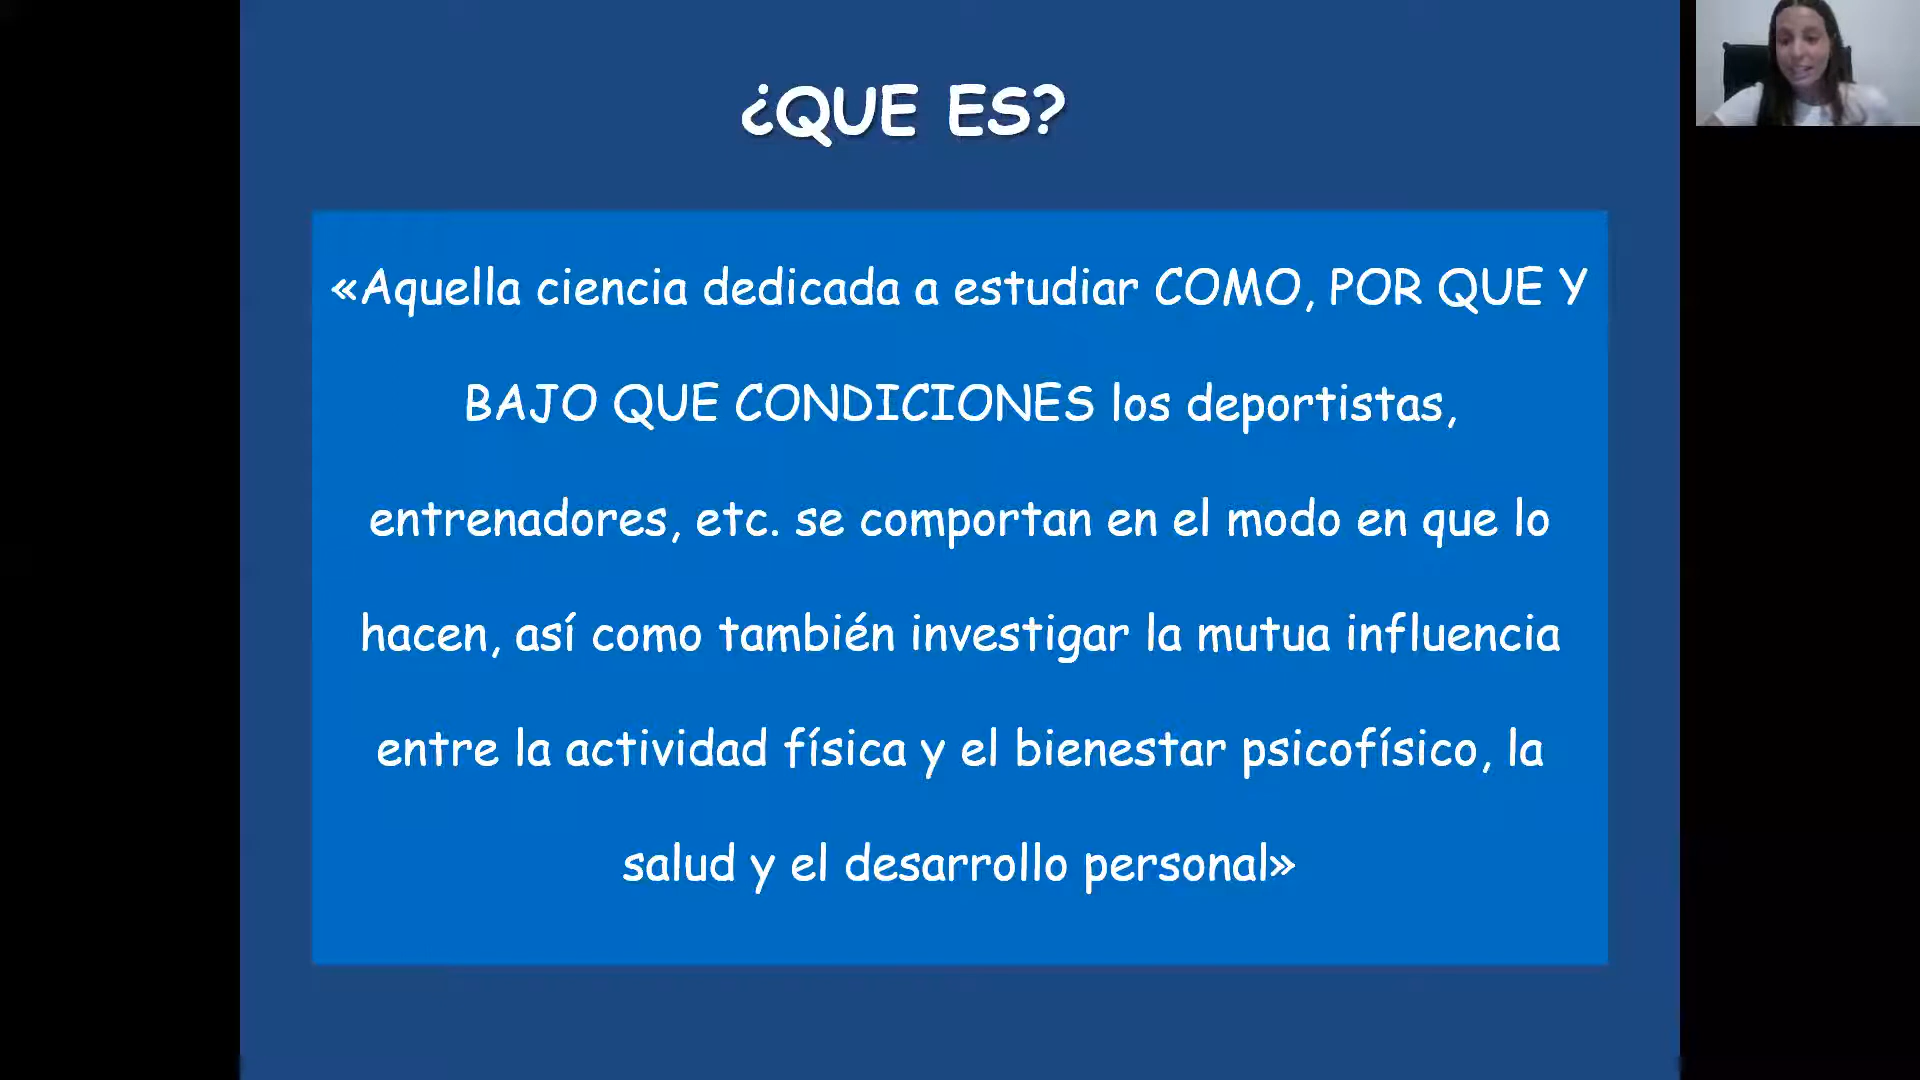 ¿QUE ES?
«Aquella ciencia dedicada a estudiar COMO, POR QUE Y
BAJO QUE CONDICIONES los deportistas,
entrenadores, etc. se comportan en el modo en que lo
hacen, así como también investigar la mutua influencia
entre la actividad física y el bienestar psicofísico, la
salud y el desarrollo personal»